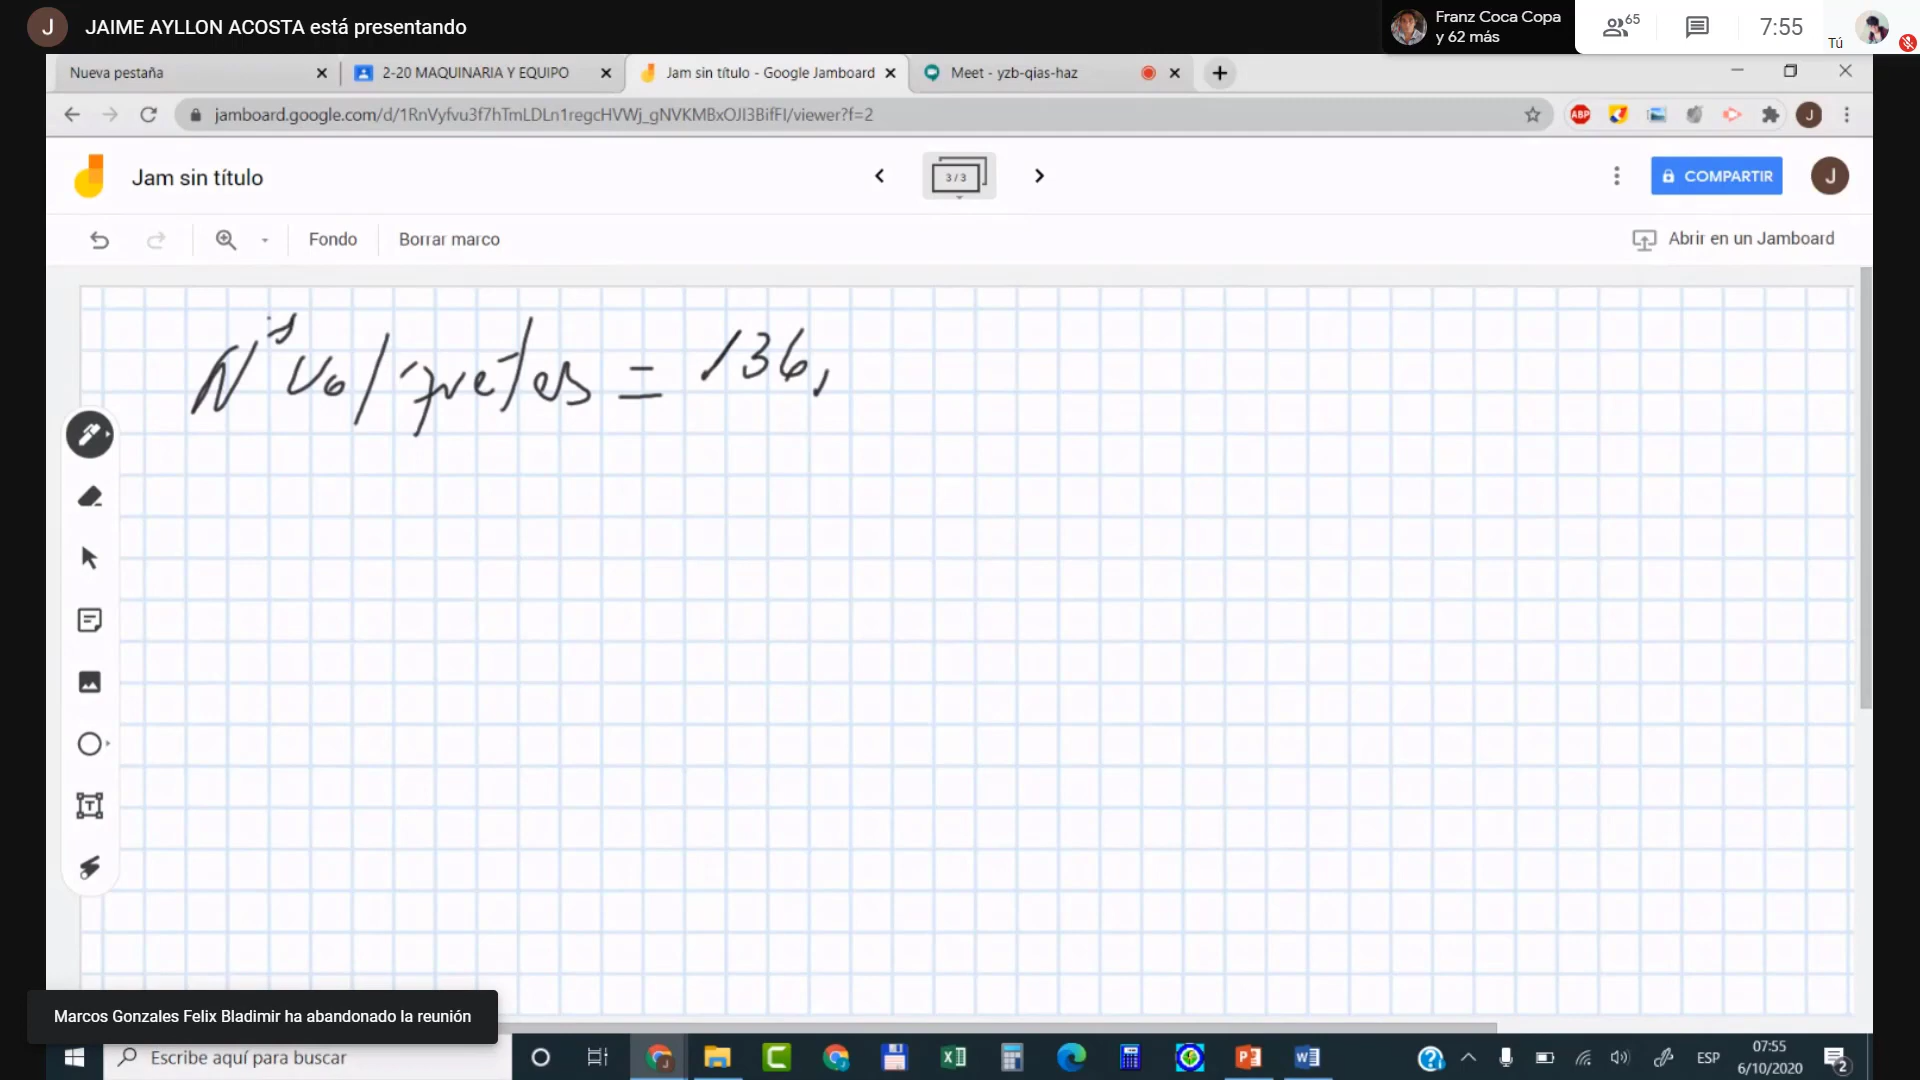 J JAIME AYLLON ACOSTA está presentando
Franz Coca Copa
y 62 más
65
7:55
Tú
Nueva pestaña
2-20 MAQUINARIA Y EQUIPO
Jam sin título - Google Jamboard
Meet - yzb-qias-haz
jamboard.google.com/d/1RnVyfvu3f7hTmLDLn1regcHVWj_gNVKMBxOJI3BifFI/viewer?f=2
ABP
J
Jam sin título
3 / 3
COMPARTIR
J
Fondo
Borrar marco
Abrir en un Jamboard
= 136,
Marcos Gonzales Felix Bladimir ha abandonado la reunión
Escribe aquí para buscar
ESP
07:55
6/10/2020
2